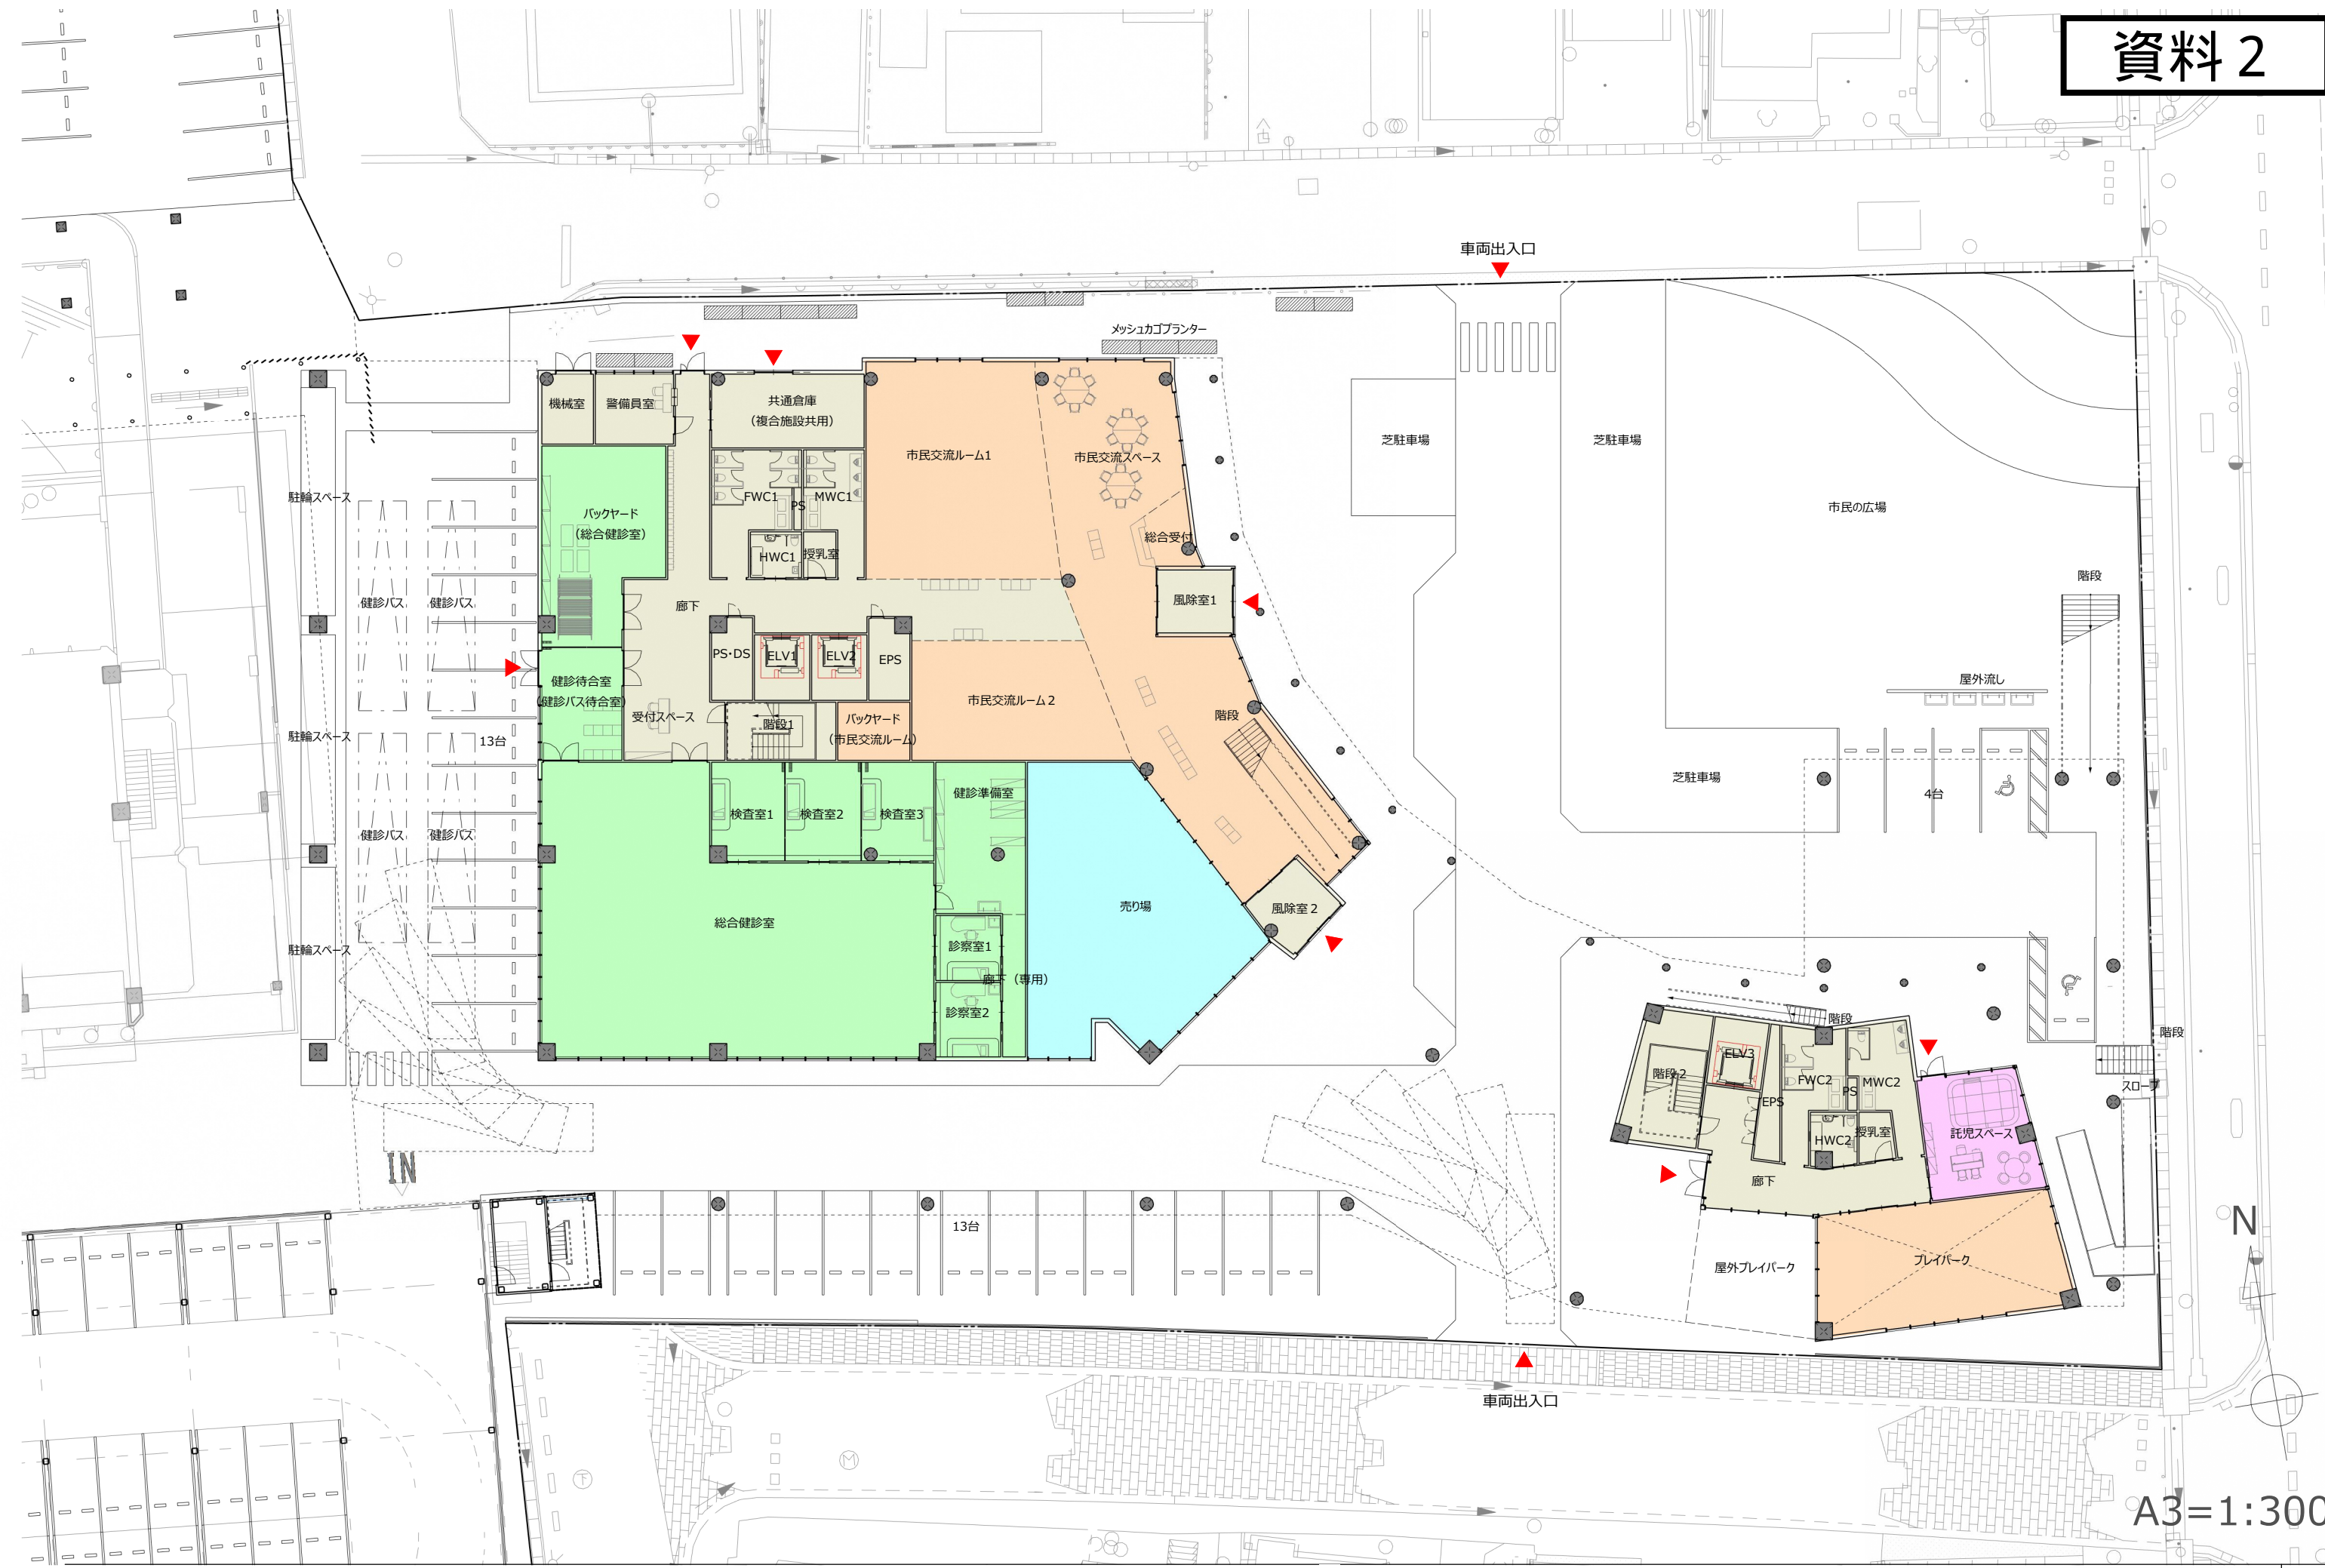 資料２
車両出入口
メッシュカゴプランター
機械室
警備員室
共通倉庫
（複合施設共用）
市民交流ルーム1
市民交流スペース
芝駐車場
芝駐車場
駐輪スペース
FWC1
PS
MWC1
バックヤード
（総合健診室）
市民の広場
総合受付
HWC1
授乳室
階段
健診バス
健診バス
廊下
風除室1
PS・DS
ELV1
ELV2
EPS
健診待合室
（健診バス待合室）
屋外流し
市民交流ルーム２
受付スペース
階段1
バックヤード
（市民交流ルーム）
階段
駐輪スペース
13台
芝駐車場
4台
健診準備室
検査室1
検査室2
検査室3
健診バス
健診バス
総合健診室
売り場
風除室２
駐輪スペース
診察室1
廊下（専用）
診察室2
階段
階段
ELV3
階段2
FWC2
PS
MWC2
EPS
スロープ
HWC2
授乳室
託児スペース
IN
廊下
13台
屋外プレイパーク
プレイパーク
N
車両出入口
A3=1:300